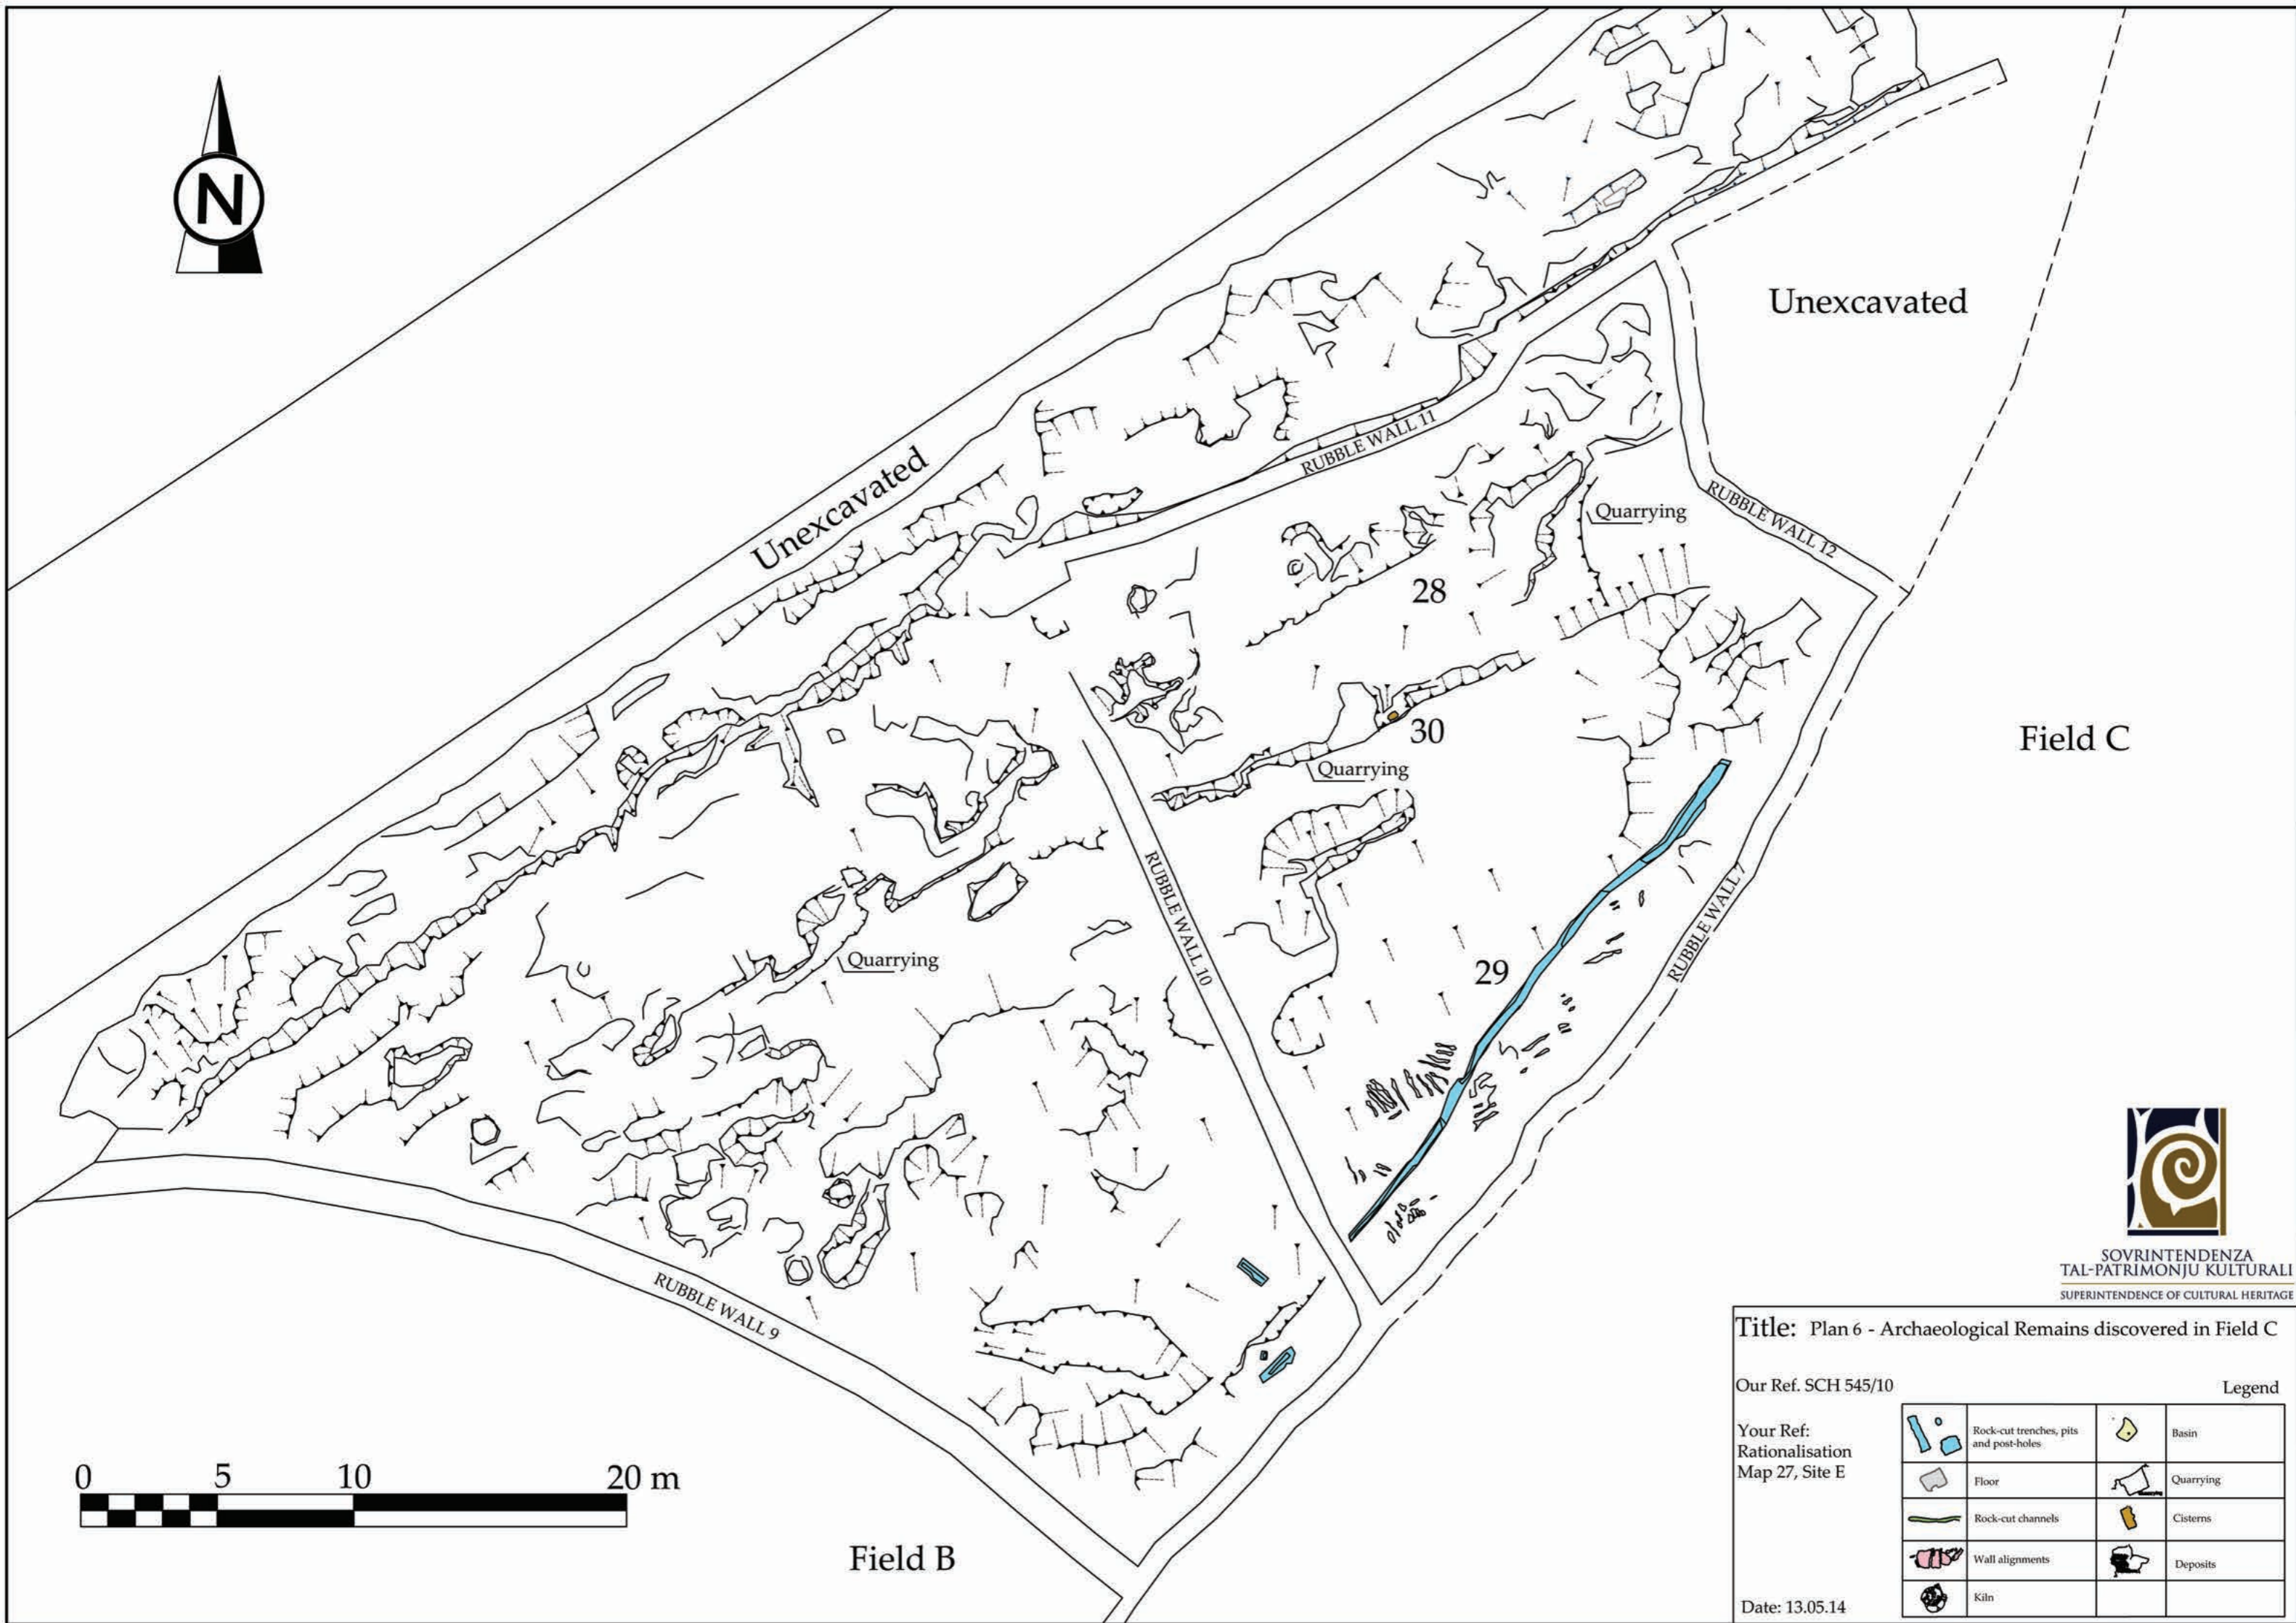 N
Unexcavated
Unexcavated
RUBBLE WALL 11
Quarrying
RUBBLE WALL 12
28
30
Quarrying
Field C
RUBBLE WALL 10
RUBBLE WALL 7
Quarrying
29
RUBBLE WALL 9
0 5 10 20 m
Field B
SOVRINTENDENZA
TAL-PATRIMONJU KULTURALI
SUPERINTENDENCE OF CULTURAL HERITAGE
Title: Plan 6 - Archaeological Remains discovered in Field C
Our Ref. SCH 545/10
Legend
Your Ref:
Rationalisation
Map 27, Site E
Date: 13.05.14
Rock-cut trenches, pits
and post-holes
Basin
Floor
Quarrying
Rock-cut channels
Cisterns
Wall alignments
Deposits
Kiln